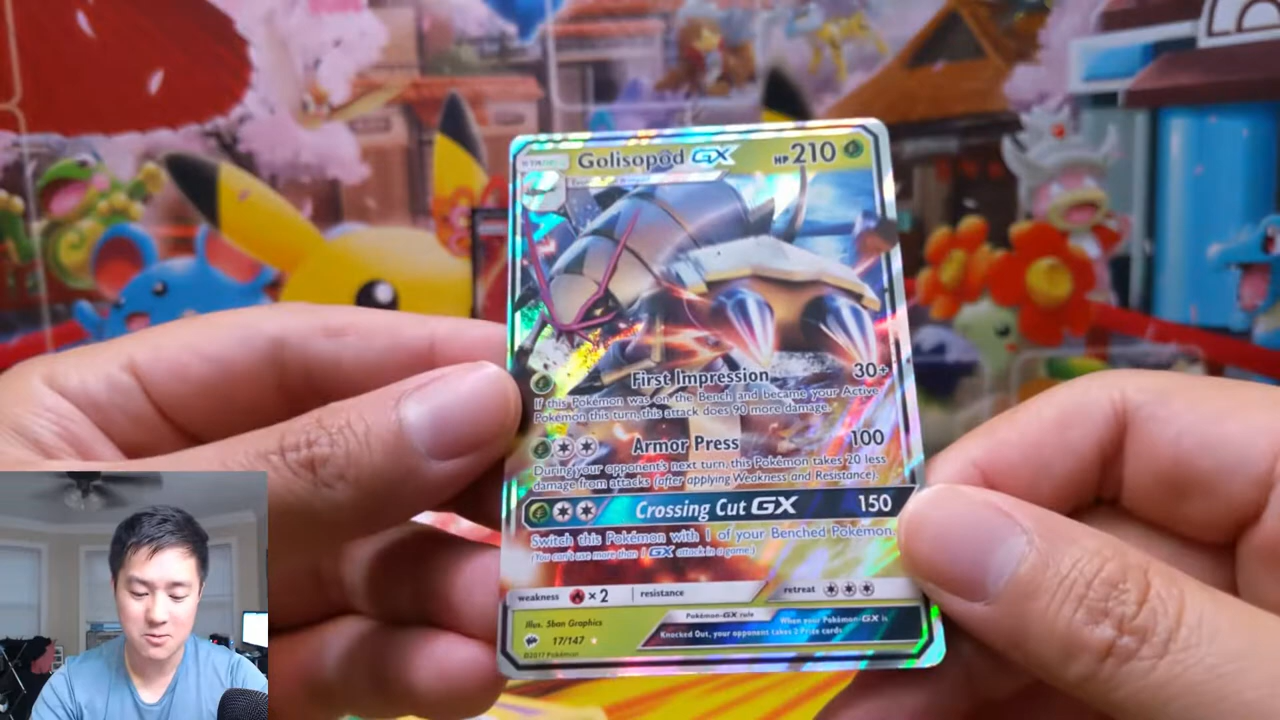 Golisopod GX HP 210
First Impression 30+
If this Pokémon was on the Bench and became your Active
Pokémon this turn, this attack does 90 more damage.
Armor Press 100
During your opponent's next turn, this Pokémon takes 20 less
damage from attacks (after applying Weakness and Resistance).
Crossing Cut GX 150
Switch this Pokémon with 1 of your Benched Pokémon.
(You can't use more than 1 GX attack in a game.)
weakness ×2 resistance retreat
Illus. 5ban Graphics
17/147
©2017 Pokémon
Pokémon-GX rule
When your Pokémon-GX is
Knocked Out, your opponent takes 2 Prize cards